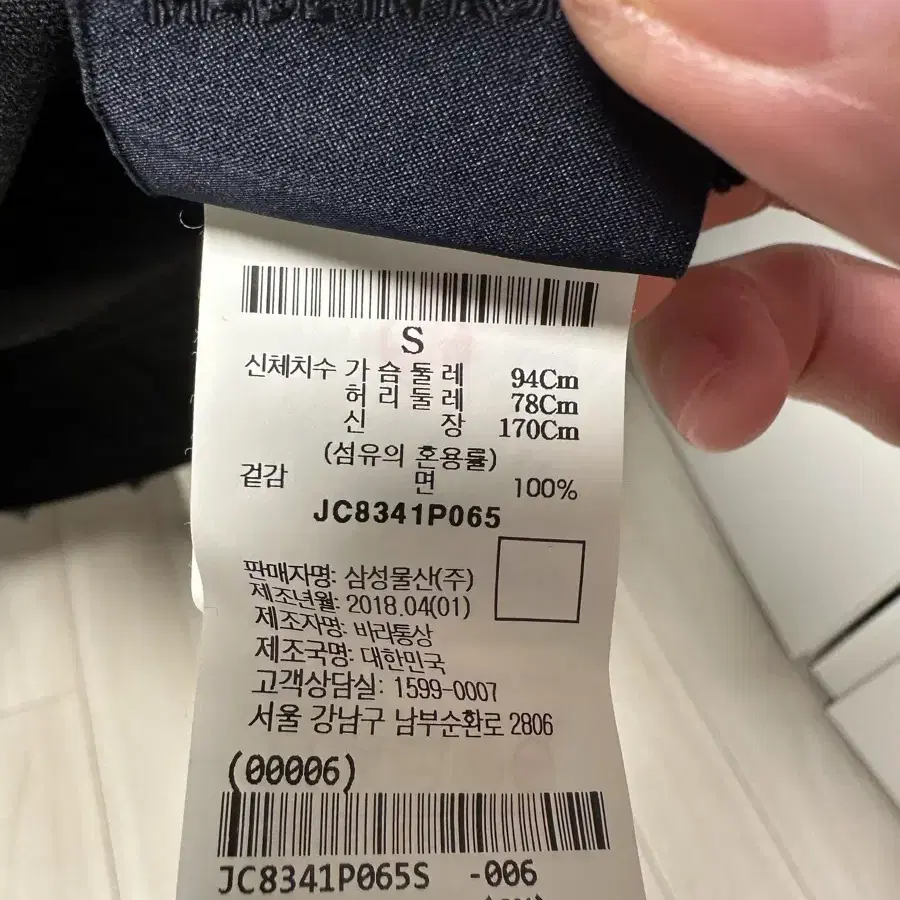 S
신체치수 가슴둘레 94Cm
허리둘레 78Cm
신 장 170Cm
(섬유의 혼용률)
겉감 면 100%
JC8341P065
판매자명: 삼성물산(주)
제조년월: 2018.04(01)
제조자명: 바라통상
제조국명: 대한민국
고객상담실: 1599-0007
서울 강남구 남부순환로 2806
(00006)
JC8341P065S -006